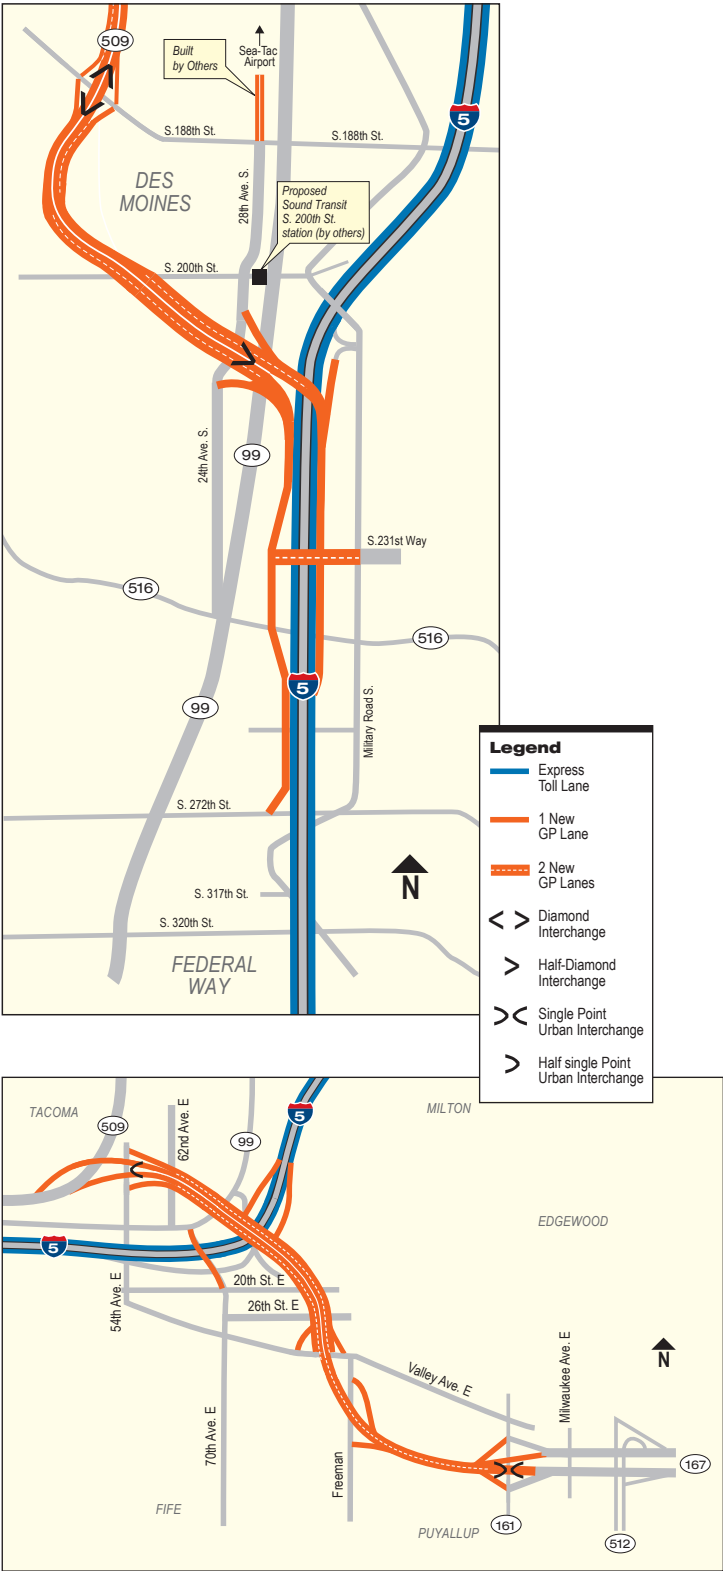 509
Built
by Others
Sea-Tac
Airport
5
S.188th St.
S.188th St.
DES
MOINES
28th Ave. S.
Proposed
Sound Transit
S. 200th St.
station (by others)
S. 200th St.
24th Ave. S.
99
S.231st Way
516
516
5
99
Military Road S.
S. 272th St.
N
S. 317th St.
S. 320th St.
FEDERAL
WAY
Legend
Express
Toll Lane
1 New
GP Lane
2 New
GP Lanes
Diamond
Interchange
Half-Diamond
Interchange
Single Point
Urban Interchange
Half single Point
Urban Interchange
TACOMA
509
62nd Ave. E
99
5
MILTON
EDGEWOOD
5
54th Ave. E
20th St. E
26th St. E
N
Valley Ave. E
Milwaukee Ave. E
70th Ave. E
Freeman
167
FIFE
PUYALLUP
161
512